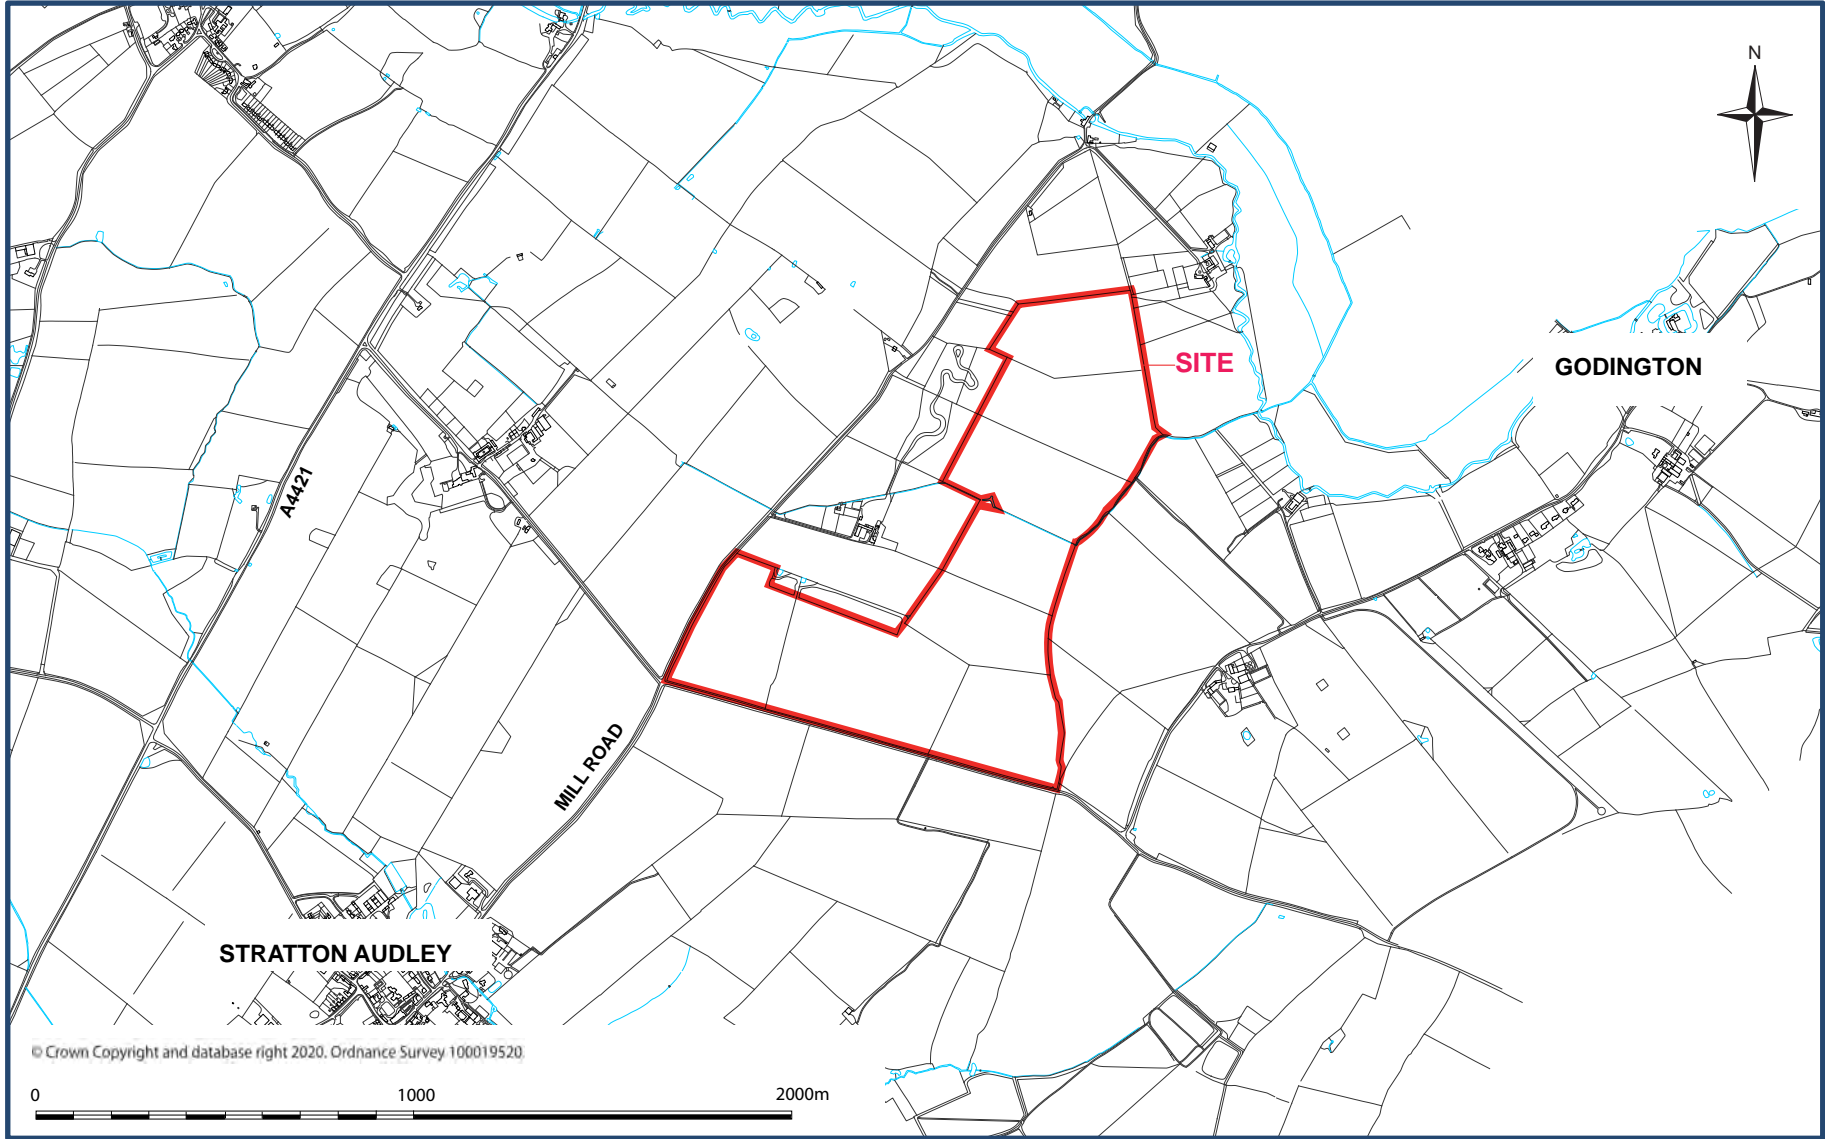 N
SITE
GODINGTON
A4421
MILL ROAD
STRATTON AUDLEY
© Crown Copyright and database right 2020. Ordnance Survey 100019520
0 1000 2000m